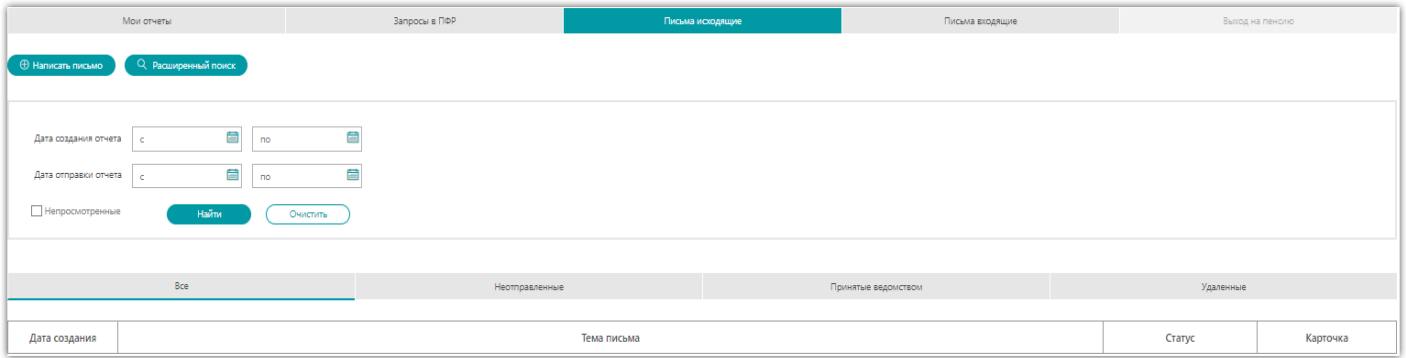 Мои отчеты Запросы в ПФР Письма исходящие Письма входящие Выход на пенсию
Написать письмо Расширенный поиск
Дата создания отчета с по
Дата отправки отчета с по
Непросмотренные Найти Очистить
Все Неотправленные Принятые ведомством Удаленные
Дата создания Тема письма Статус Карточка